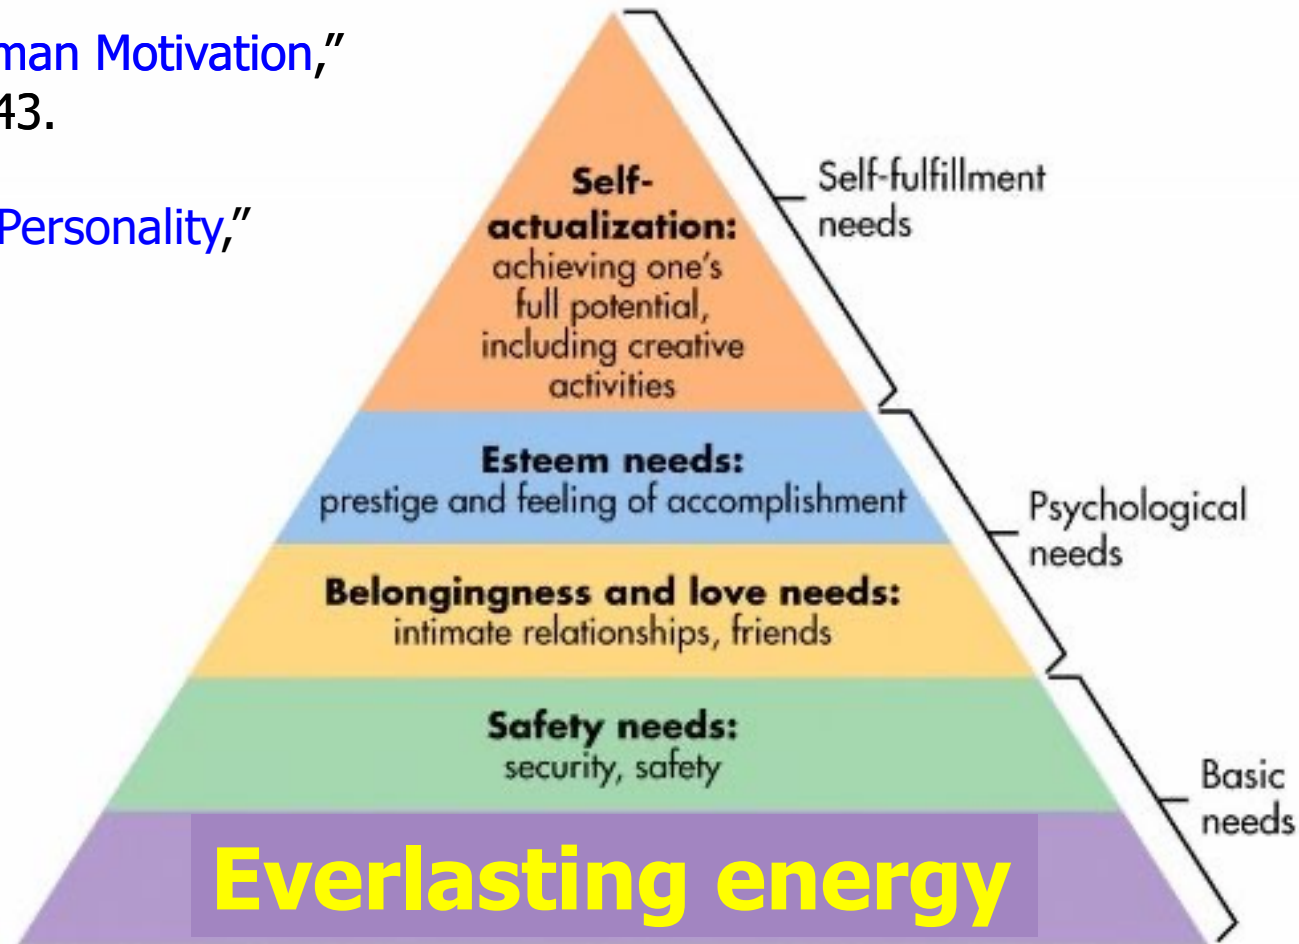 man Motivation,”
43.
Personality,”
Self-
actualization:
achieving one’s
full potential,
including creative
activities
Self-fulfillment
needs
Esteem needs:
prestige and feeling of accomplishment
Psychological
needs
Belongingness and love needs:
intimate relationships, friends
Safety needs:
security, safety
Basic
needs
Everlasting energy